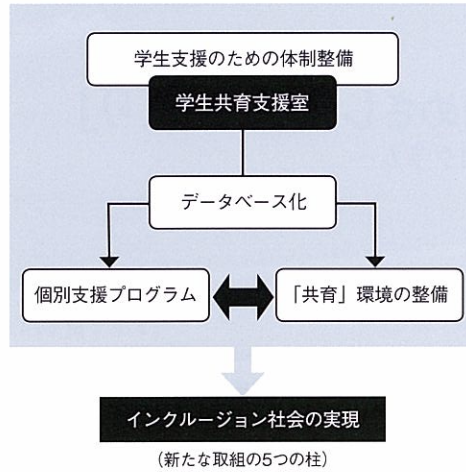 学生支援のための体制整備
学生共育支援室
データベース化
個別支援プログラム
「共育」環境の整備
インクルージョン社会の実現
(新たな取組の5つの柱)